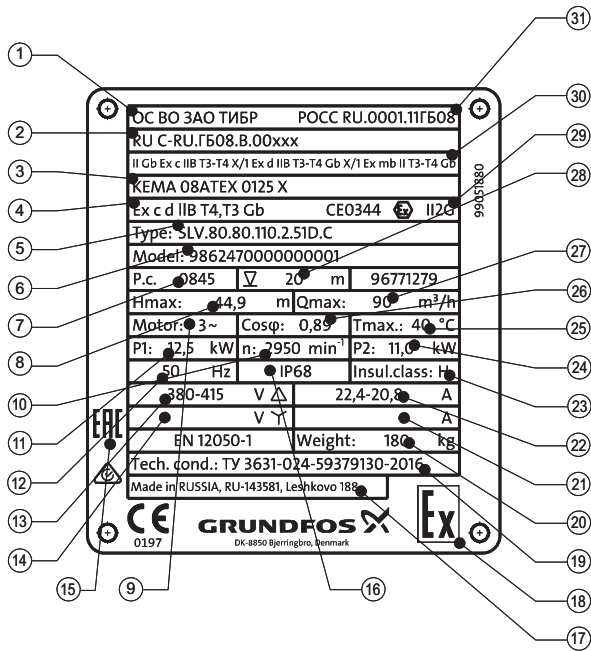 1
2
3
4
5
6
7
8
10
11
12
13
14
15
9
16
31
30
29
28
27
26
25
24
23
22
21
20
19
18
17
ОС ВО ЗАО ТИБР РОСС RU.0001.11ГБ08
RU C-RU.ГБ08.В.00xxx
II Gb Ex c IIB T3-T4 X/1 Ex d IIB T3-T4 Gb X/1 Ex mb II T3-T4 Gb
KEMA 08ATEX 0125 X
Ex c d llB T4,T3 Gb CE0344 Ex II2G
Type: SLV.80.80.110.2.51D.C
Model: 9862470000000001
P.c. 0845 20 m 96771279
Hmax: 44,9 m Qmax: 90 m³/h
Motor: 3~ Cosφ: 0,89 Tmax.: 40 °C
P1: 12,5 kW n: 2950 min⁻¹ P2: 11,0 kW
50 Hz IP68 Insul.class: H
380-415 V △ 22,4-20,8 A
V Y A
EN 12050-1 Weight: 180 kg
Tech. cond.: ТУ 3631-024-59379130-2016
Made in RUSSIA, RU-143581, Leshkovo 188
99051880
EAC
CE
0197
GRUNDFOS
DK-8850 Bjerringbro, Denmark
Ex